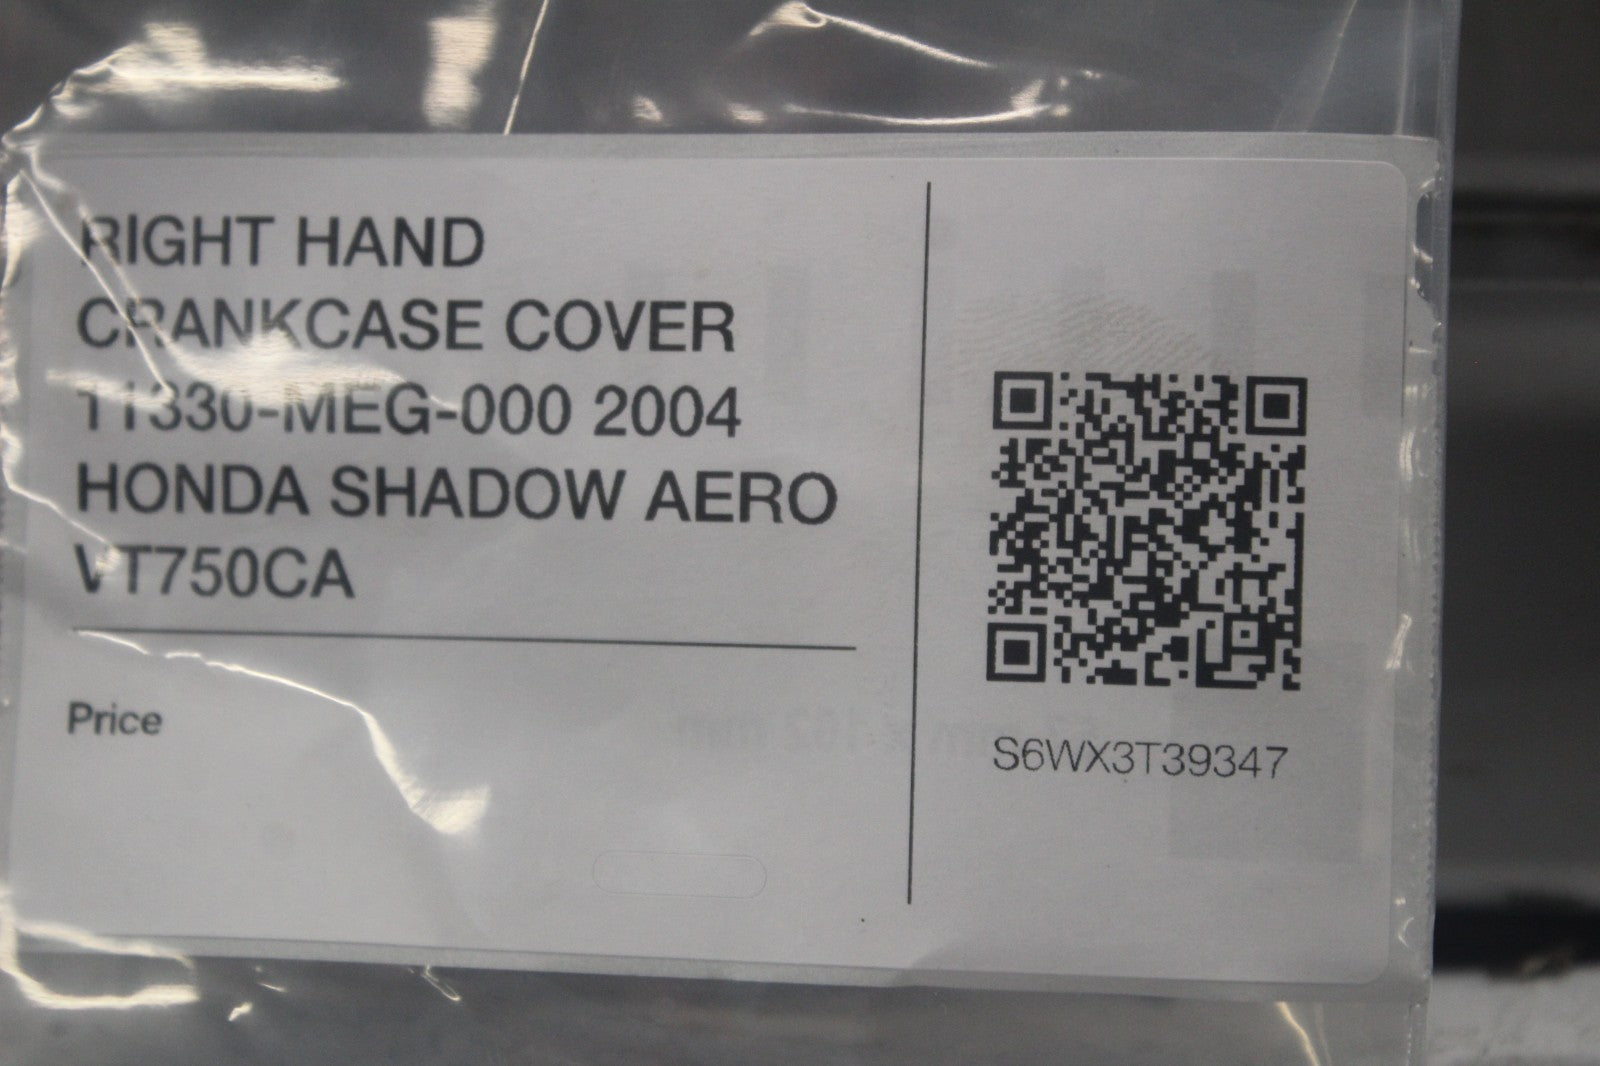 RIGHT HAND
CRANKCASE COVER
11330-MEG-000 2004
HONDA SHADOW AERO
VT750CA
Price
S6WX3T39347